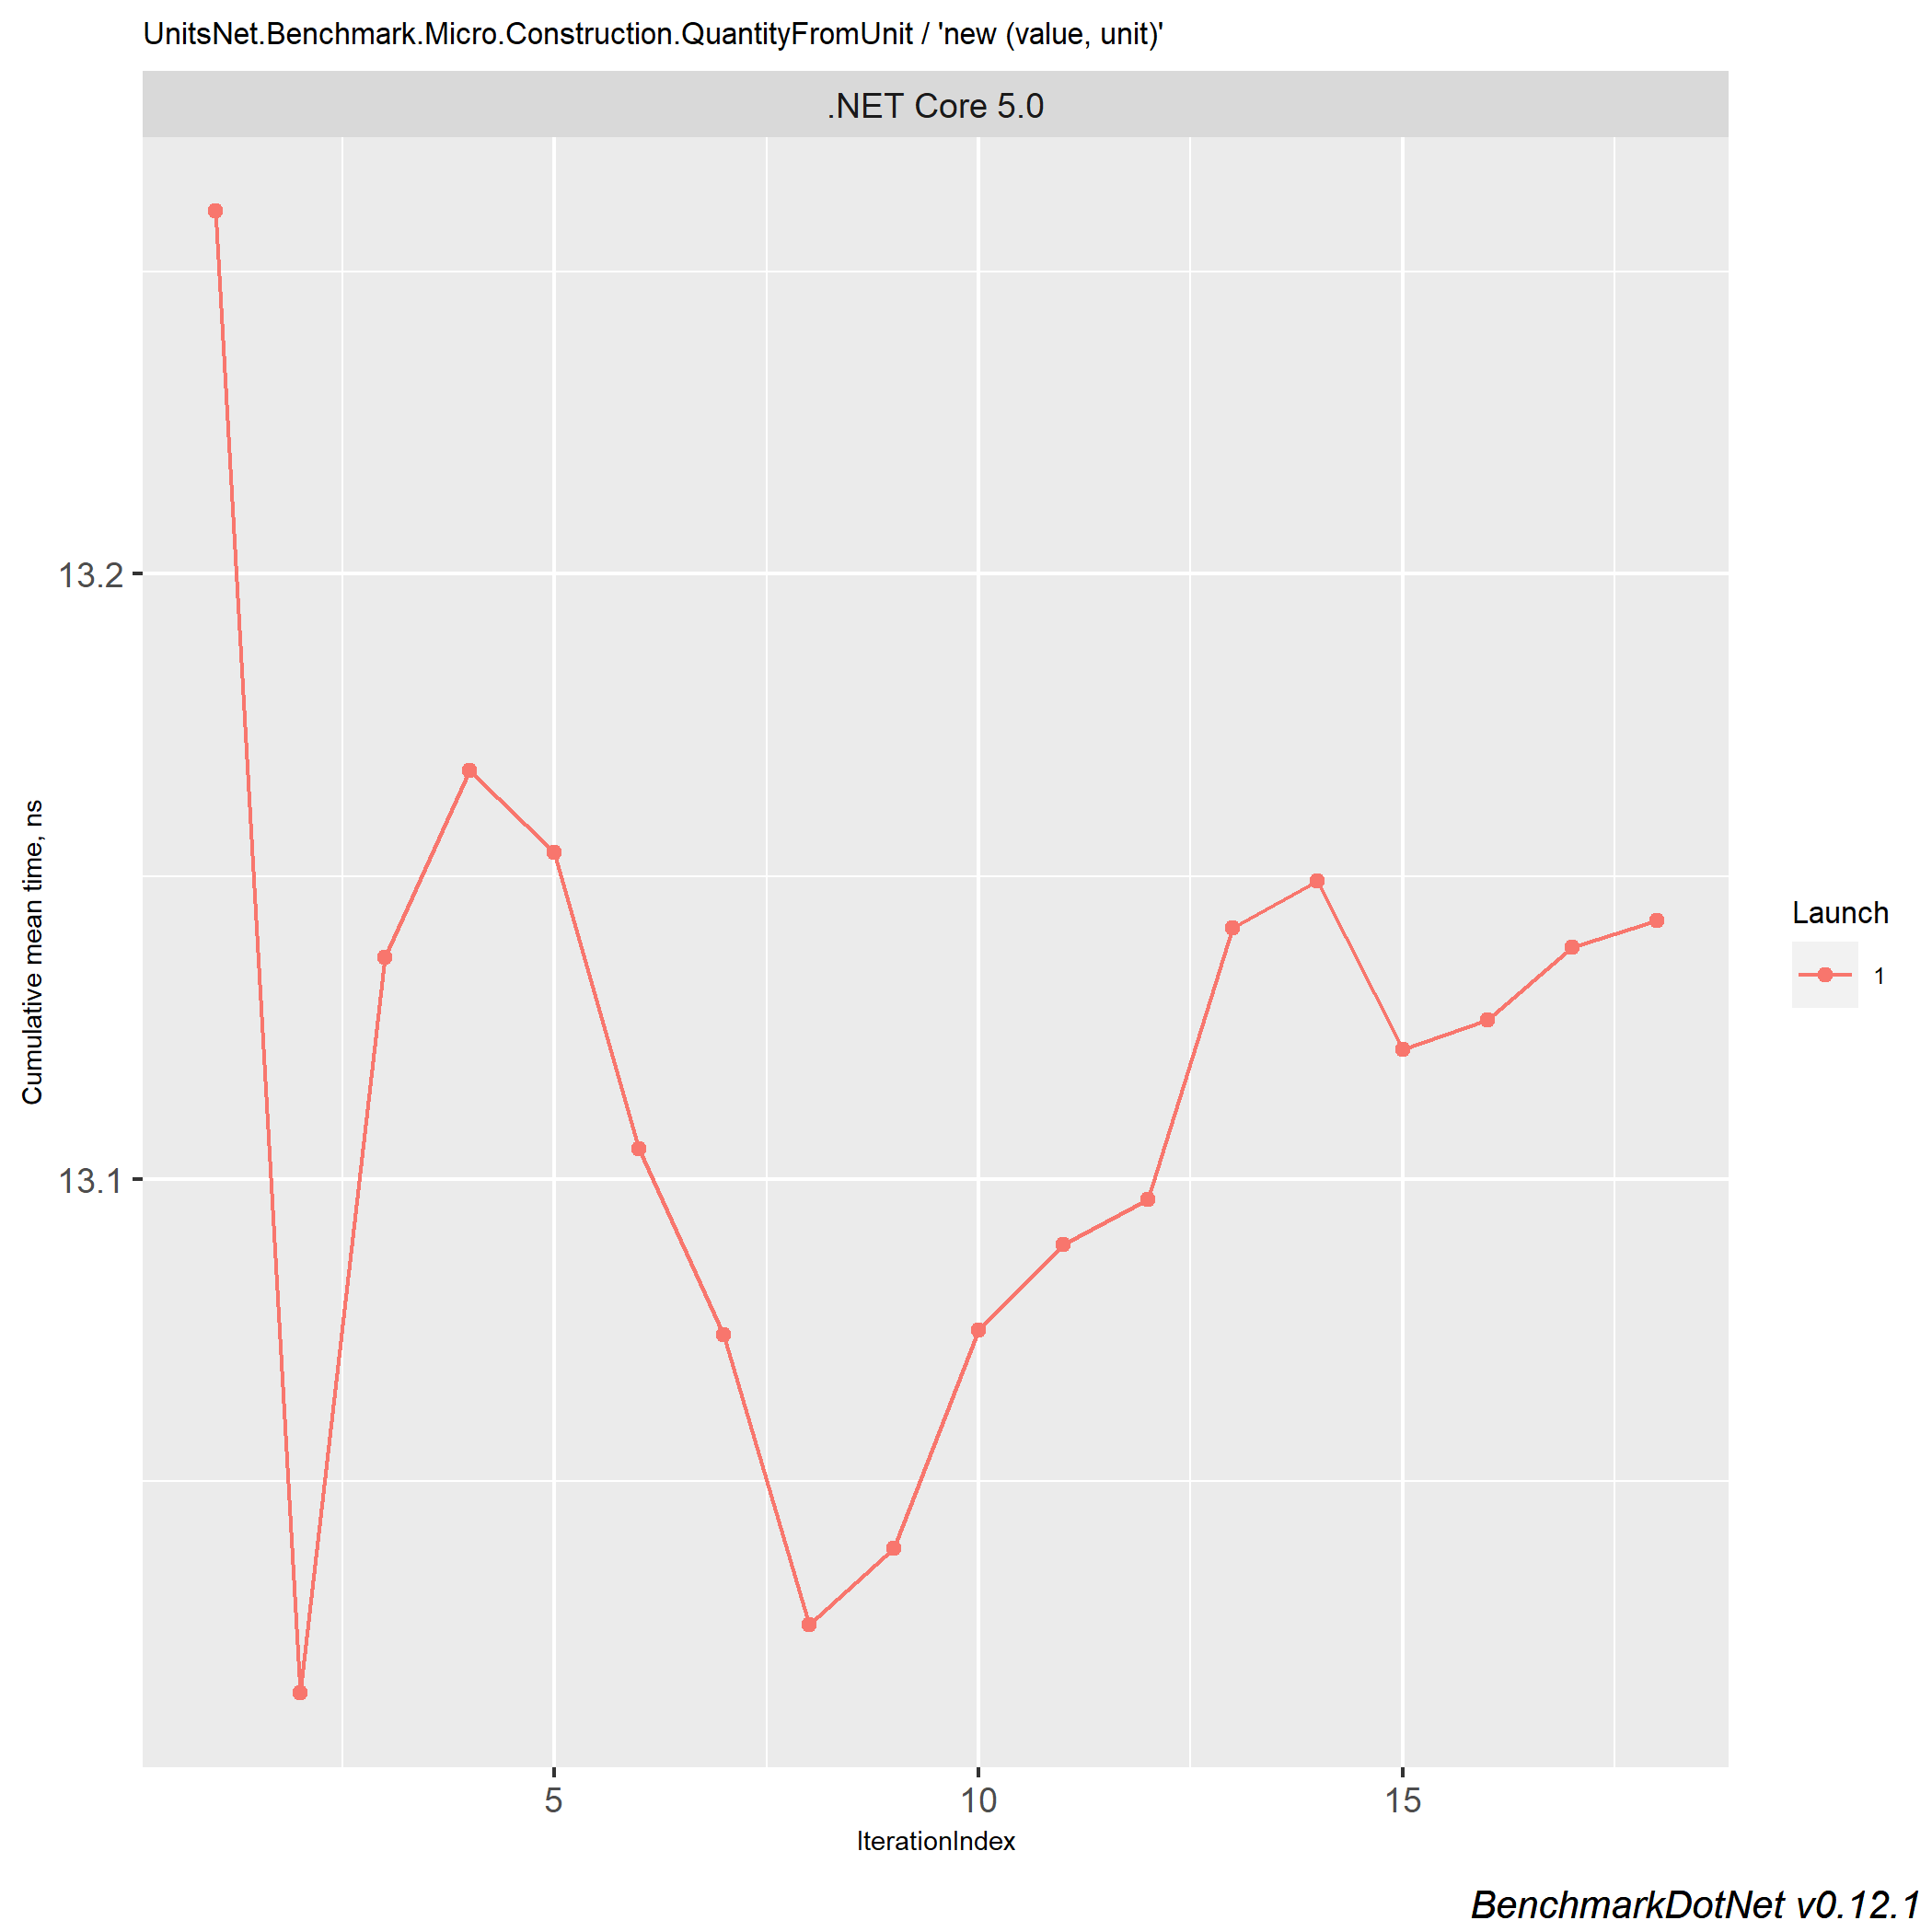 UnitsNet.Benchmark.Micro.Construction.QuantityFromUnit / 'new (value, unit)'
.NET Core 5.0
13.2
13.1
Cumulative mean time, ns
5
10
15
IterationIndex
Launch
1
BenchmarkDotNet v0.12.1